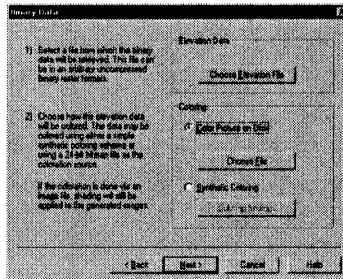 Binary Data
1) Select a file from which the binary
data will be retrieved. This file can
be in an arbitrary uncompressed
binary raster format.
Elevation Data
Choose Elevation File
2) Choose how the elevation data
will be colored. The data may be
colored using either a simple
synthetic coloring scheme or
using a 24-bit bitmap file as the
coloration source.
If the coloration is done via an
image file, shading will still be
applied to the generated images.
Coloring
Color Picture on Disk
Choose File
Synthetic Coloring
Coloring
< Back
Next >
Cancel
Help